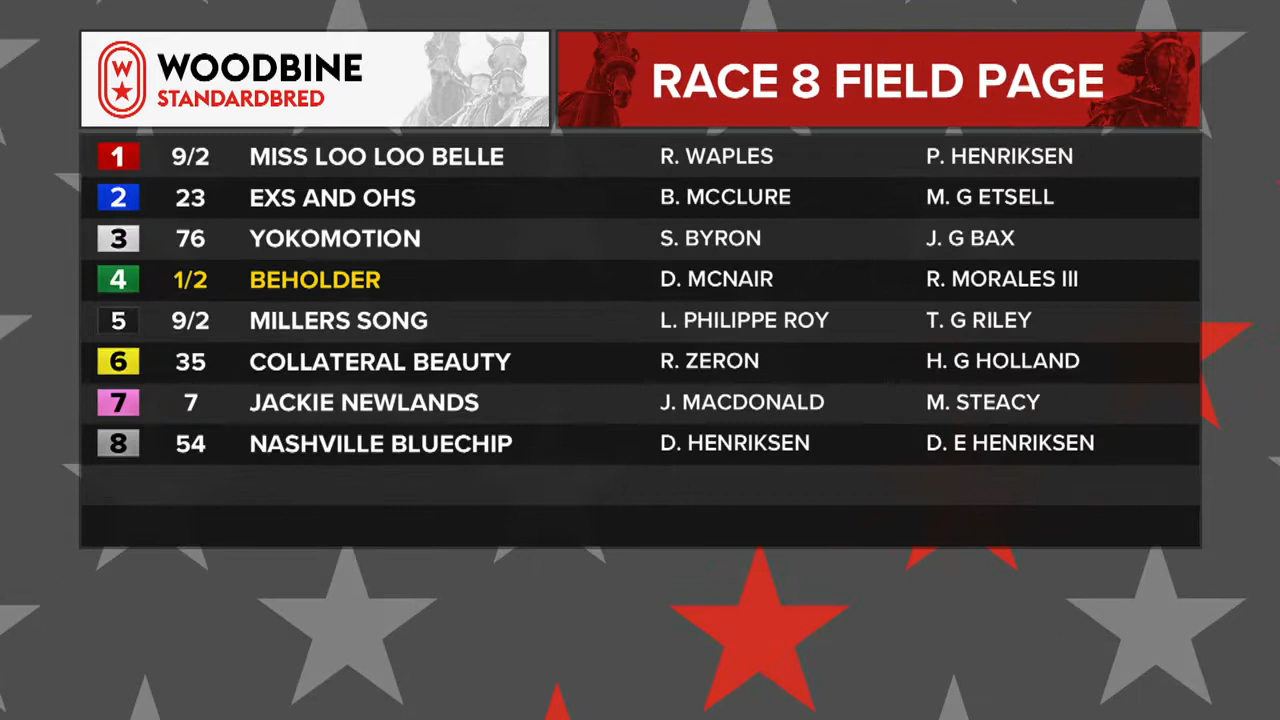 W
WOODBINE
STANDARDBRED
RACE 8 FIELD PAGE
1 9/2 MISS LOO LOO BELLE R. WAPLES P. HENRIKSEN
2 23 EXS AND OHS B. MCCLURE M. G ETSELL
3 76 YOKOMOTION S. BYRON J. G BAX
4 1/2 BEHOLDER D. MCNAIR R. MORALES III
5 9/2 MILLERS SONG L. PHILIPPE ROY T. G RILEY
6 35 COLLATERAL BEAUTY R. ZERON H. G HOLLAND
7 7 JACKIE NEWLANDS J. MACDONALD M. STEACY
8 54 NASHVILLE BLUECHIP D. HENRIKSEN D. E HENRIKSEN